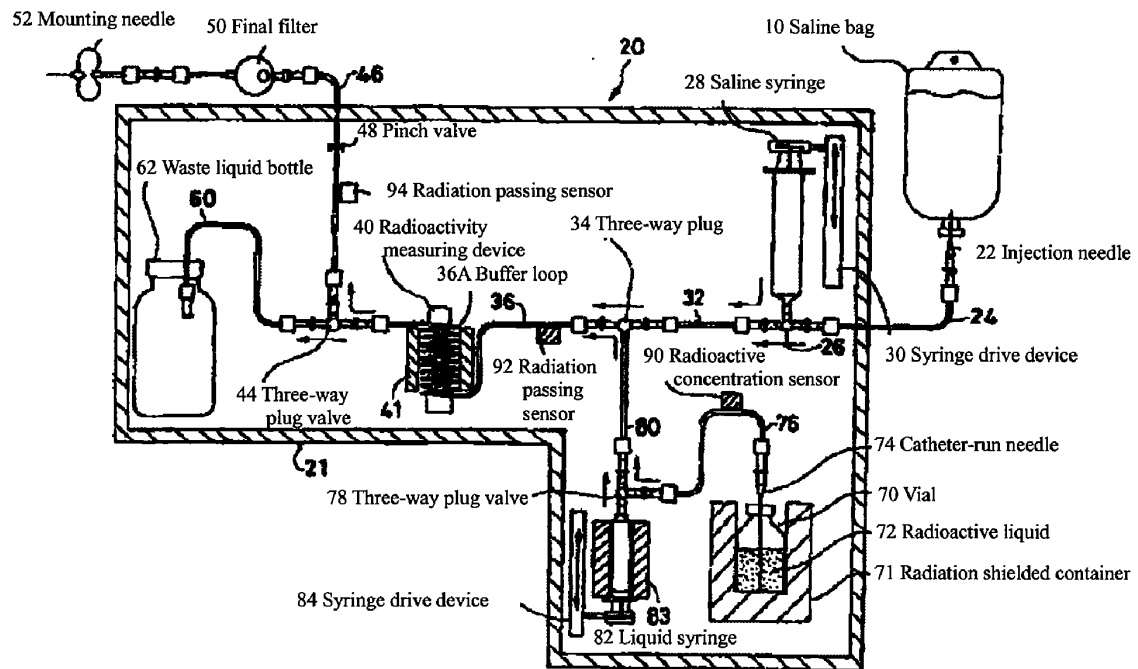 52 Mounting needle
50 Final filter
10 Saline bag
20
46
28 Saline syringe
48 Pinch valve
62 Waste liquid bottle
94 Radiation passing sensor
60
40 Radioactivity
measuring device
34 Three-way plug
36A Buffer loop
22 Injection needle
36
32
24
26
90 Radioactive
concentration sensor
30 Syringe drive device
92 Radiation
passing
sensor
44 Three-way
plug valve
41
80
76
74 Catheter-run needle
21
78 Three-way plug valve
70 Vial
72 Radioactive liquid
71 Radiation shielded container
84 Syringe drive device
83
82 Liquid syringe